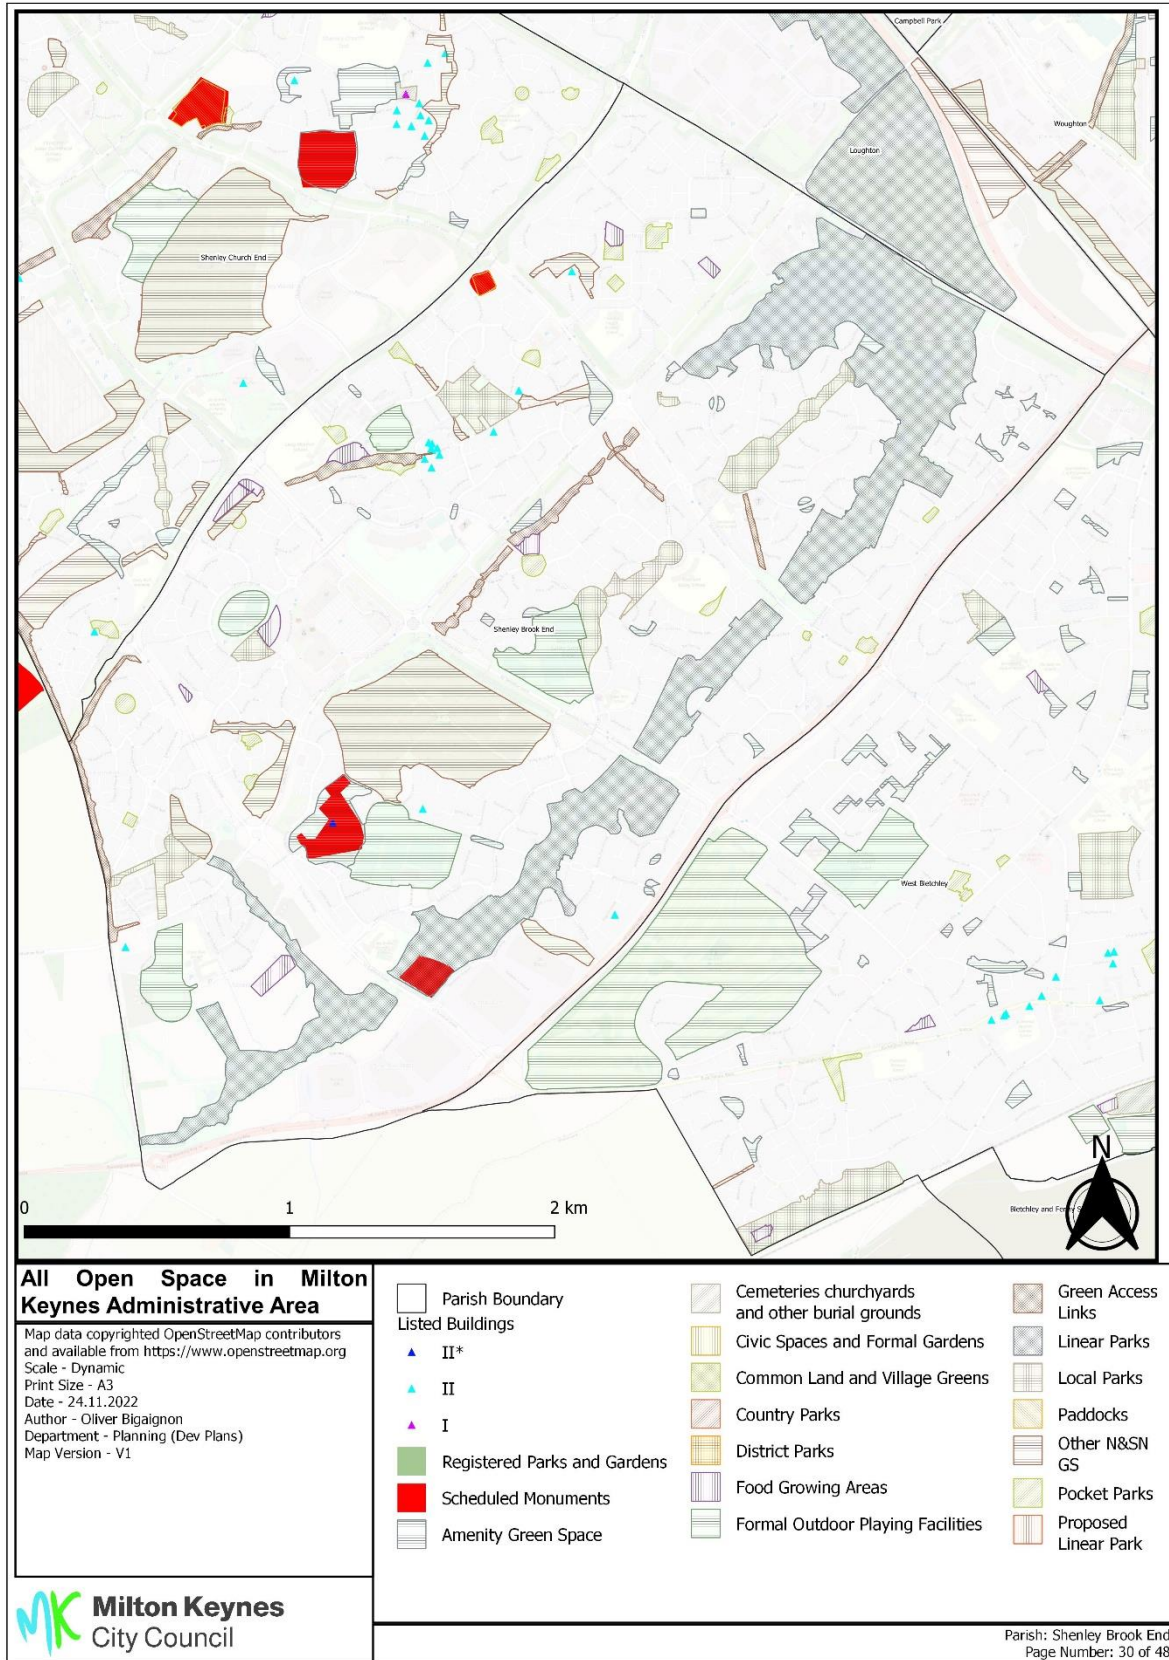 Campbell Park
Woughton
Loughton
Shenley Church End
Shenley Brook End
West Bletchley
N
0 1 2 km
All Open Space in Milton
Keynes Administrative Area
Map data copyrighted OpenStreetMap contributors
and available from https://www.openstreetmap.org
Scale - Dynamic
Print Size - A3
Date - 24.11.2022
Author - Oliver Bigaignon
Department - Planning (Dev Plans)
Map Version - V1
MK Milton Keynes
City Council
Parish Boundary
Listed Buildings
II*
II
I
Registered Parks and Gardens
Scheduled Monuments
Amenity Green Space
Cemeteries churchyards
and other burial grounds
Civic Spaces and Formal Gardens
Common Land and Village Greens
Country Parks
District Parks
Food Growing Areas
Formal Outdoor Playing Facilities
Green Access
Links
Linear Parks
Local Parks
Paddocks
Other N&SN
GS
Pocket Parks
Proposed
Linear Park
Parish: Shenley Brook End
Page Number: 30 of 48
Bletchley and